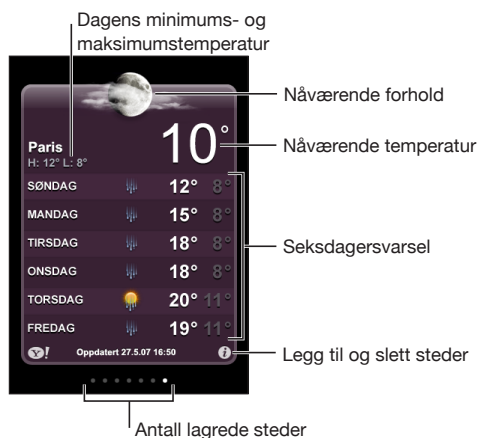 Dagens minimums- og
maksimumstemperatur
Nåværende forhold
10°
Nåværende temperatur
Paris
H: 12° L: 8°
SØNDAG 12° 8°
MANDAG 15° 8°
TIRSDAG 18° 8°
Seksdagersvarsel
ONSDAG 18° 8°
TORSDAG 20° 11°
FREDAG 19° 11°
Y! Oppdatert 27.5.07 16:50 i
Legg til og slett steder
Antall lagrede steder